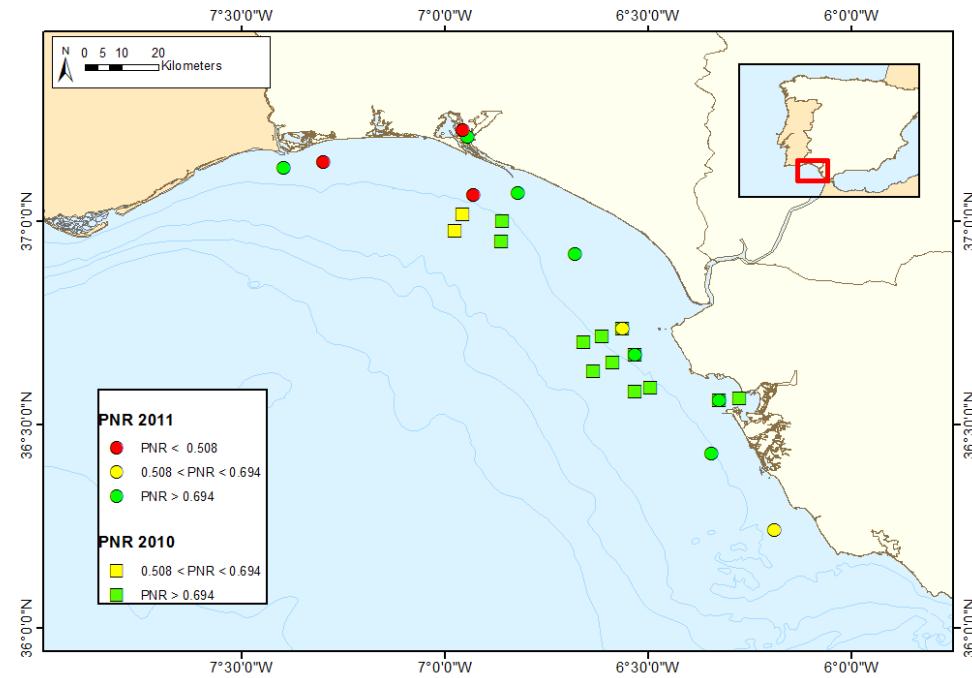 7°30'0"W 7°0'0"W 6°30'0"W 6°0'0"W
N 0 5 10 20
Kilometers
37°0'0"N 37°0'0"N
36°30'0"N 36°30'0"N
36°0'0"N 36°0'0"N
PNR 2011
PNR < 0.508
0.508 < PNR < 0.694
PNR > 0.694
PNR 2010
0.508 < PNR < 0.694
PNR > 0.694
7°30'0"W 7°0'0"W 6°30'0"W 6°0'0"W